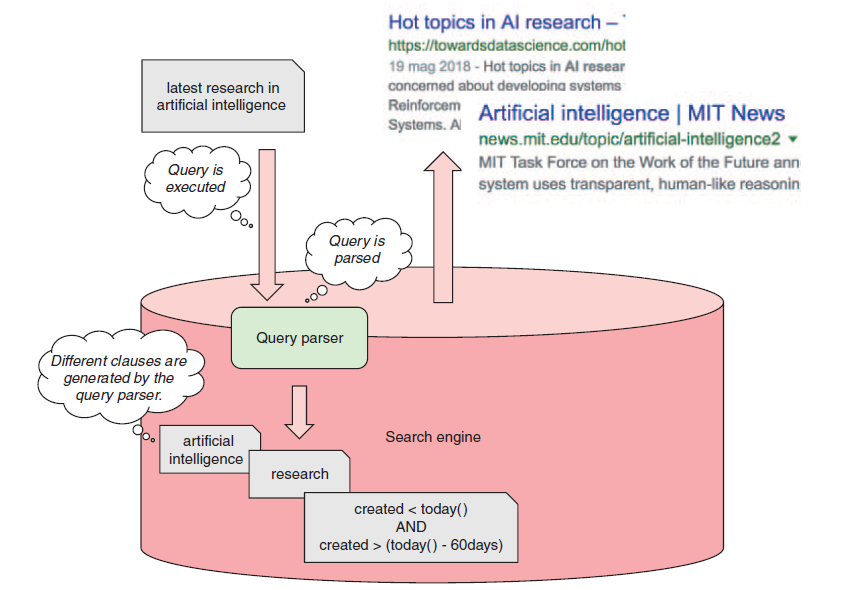 Hot topics in AI research –
https://towardsdatascience.com/hot
19 mag 2018 - Hot topics in AI resear
concerned about developing systems
Reinforcem
Systems. A
Artificial intelligence | MIT News
news.mit.edu/topic/artificial-intelligence2
MIT Task Force on the Work of the Future ann
system uses transparent, human-like reasonin
latest research in
artificial intelligence
Query is
executed
Query is
parsed
Query parser
Different clauses are
generated by the
query parser.
artificial
intelligence
research
Search engine
created < today()
AND
created > (today() - 60days)